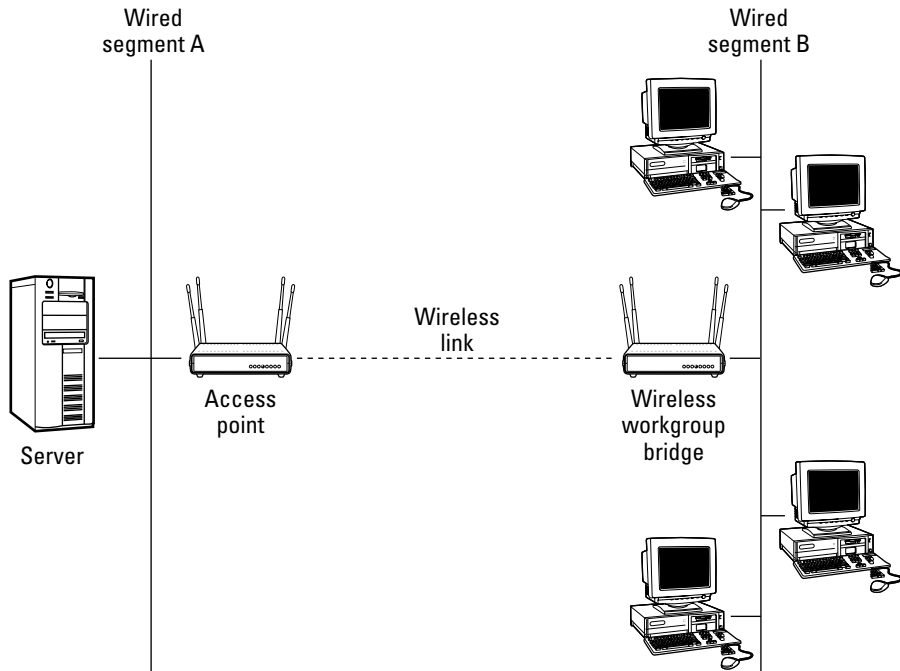 Wired
segment A
Wired
segment B
Wireless
link
Access
point
Wireless
workgroup
bridge
Server